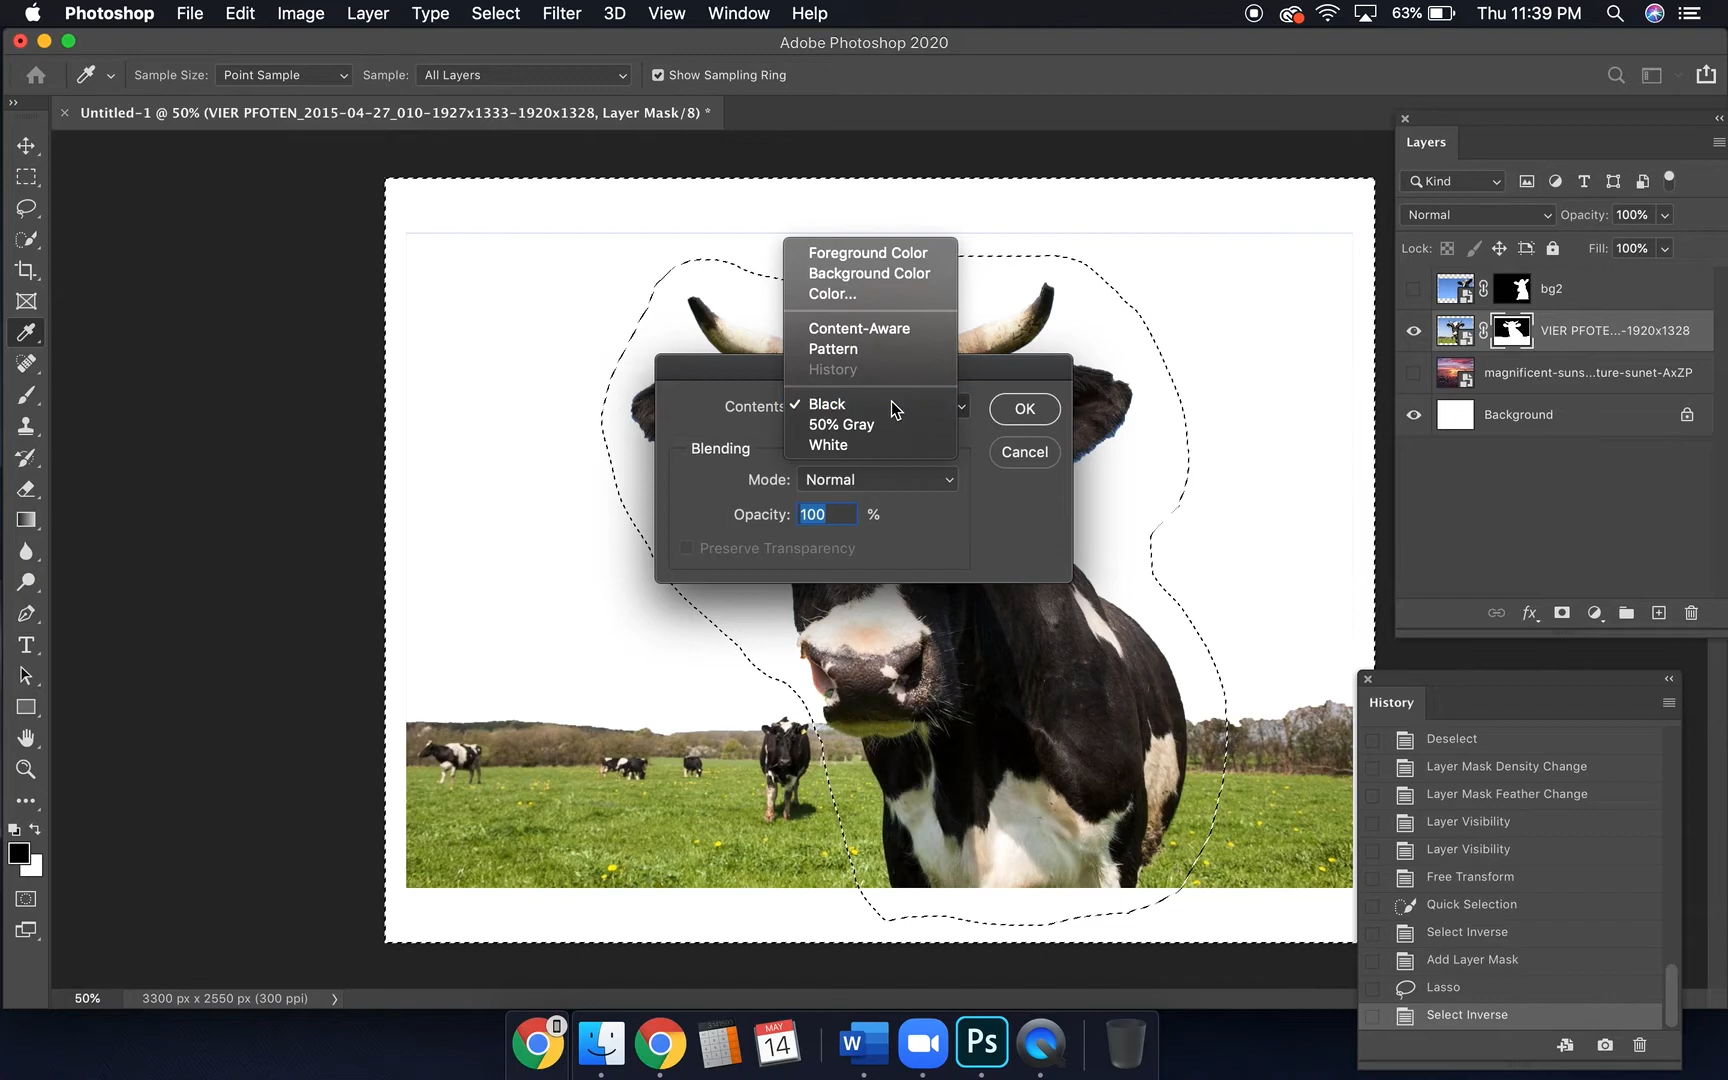 Photoshop File Edit Image Layer Type Select Filter 3D View Window Help 63% Thu 11:39 PM
Adobe Photoshop 2020
Sample Size: Point Sample Sample: All Layers Show Sampling Ring
Untitled-1 @ 50% (VIER PFOTEN_2015-04-27_010-1927x1333-1920x1328, Layer Mask/8) *
Layers
Kind
Normal Opacity: 100%
Lock: Fill: 100%
bg2
VIER PFOTE...-1920x1328
magnificent-suns...ture-sunet-AxZP
Background
Foreground Color
Background Color
Color...
Content-Aware
Pattern
History
Contents
Black
50% Gray
White
OK
Cancel
Blending
Mode: Normal
Opacity: 100 %
Preserve Transparency
History
Deselect
Layer Mask Density Change
Layer Mask Feather Change
Layer Visibility
Layer Visibility
Free Transform
Quick Selection
Select Inverse
Add Layer Mask
Lasso
Select Inverse
50% 3300 px x 2550 px (300 ppi)
MAY
14
W
Ps